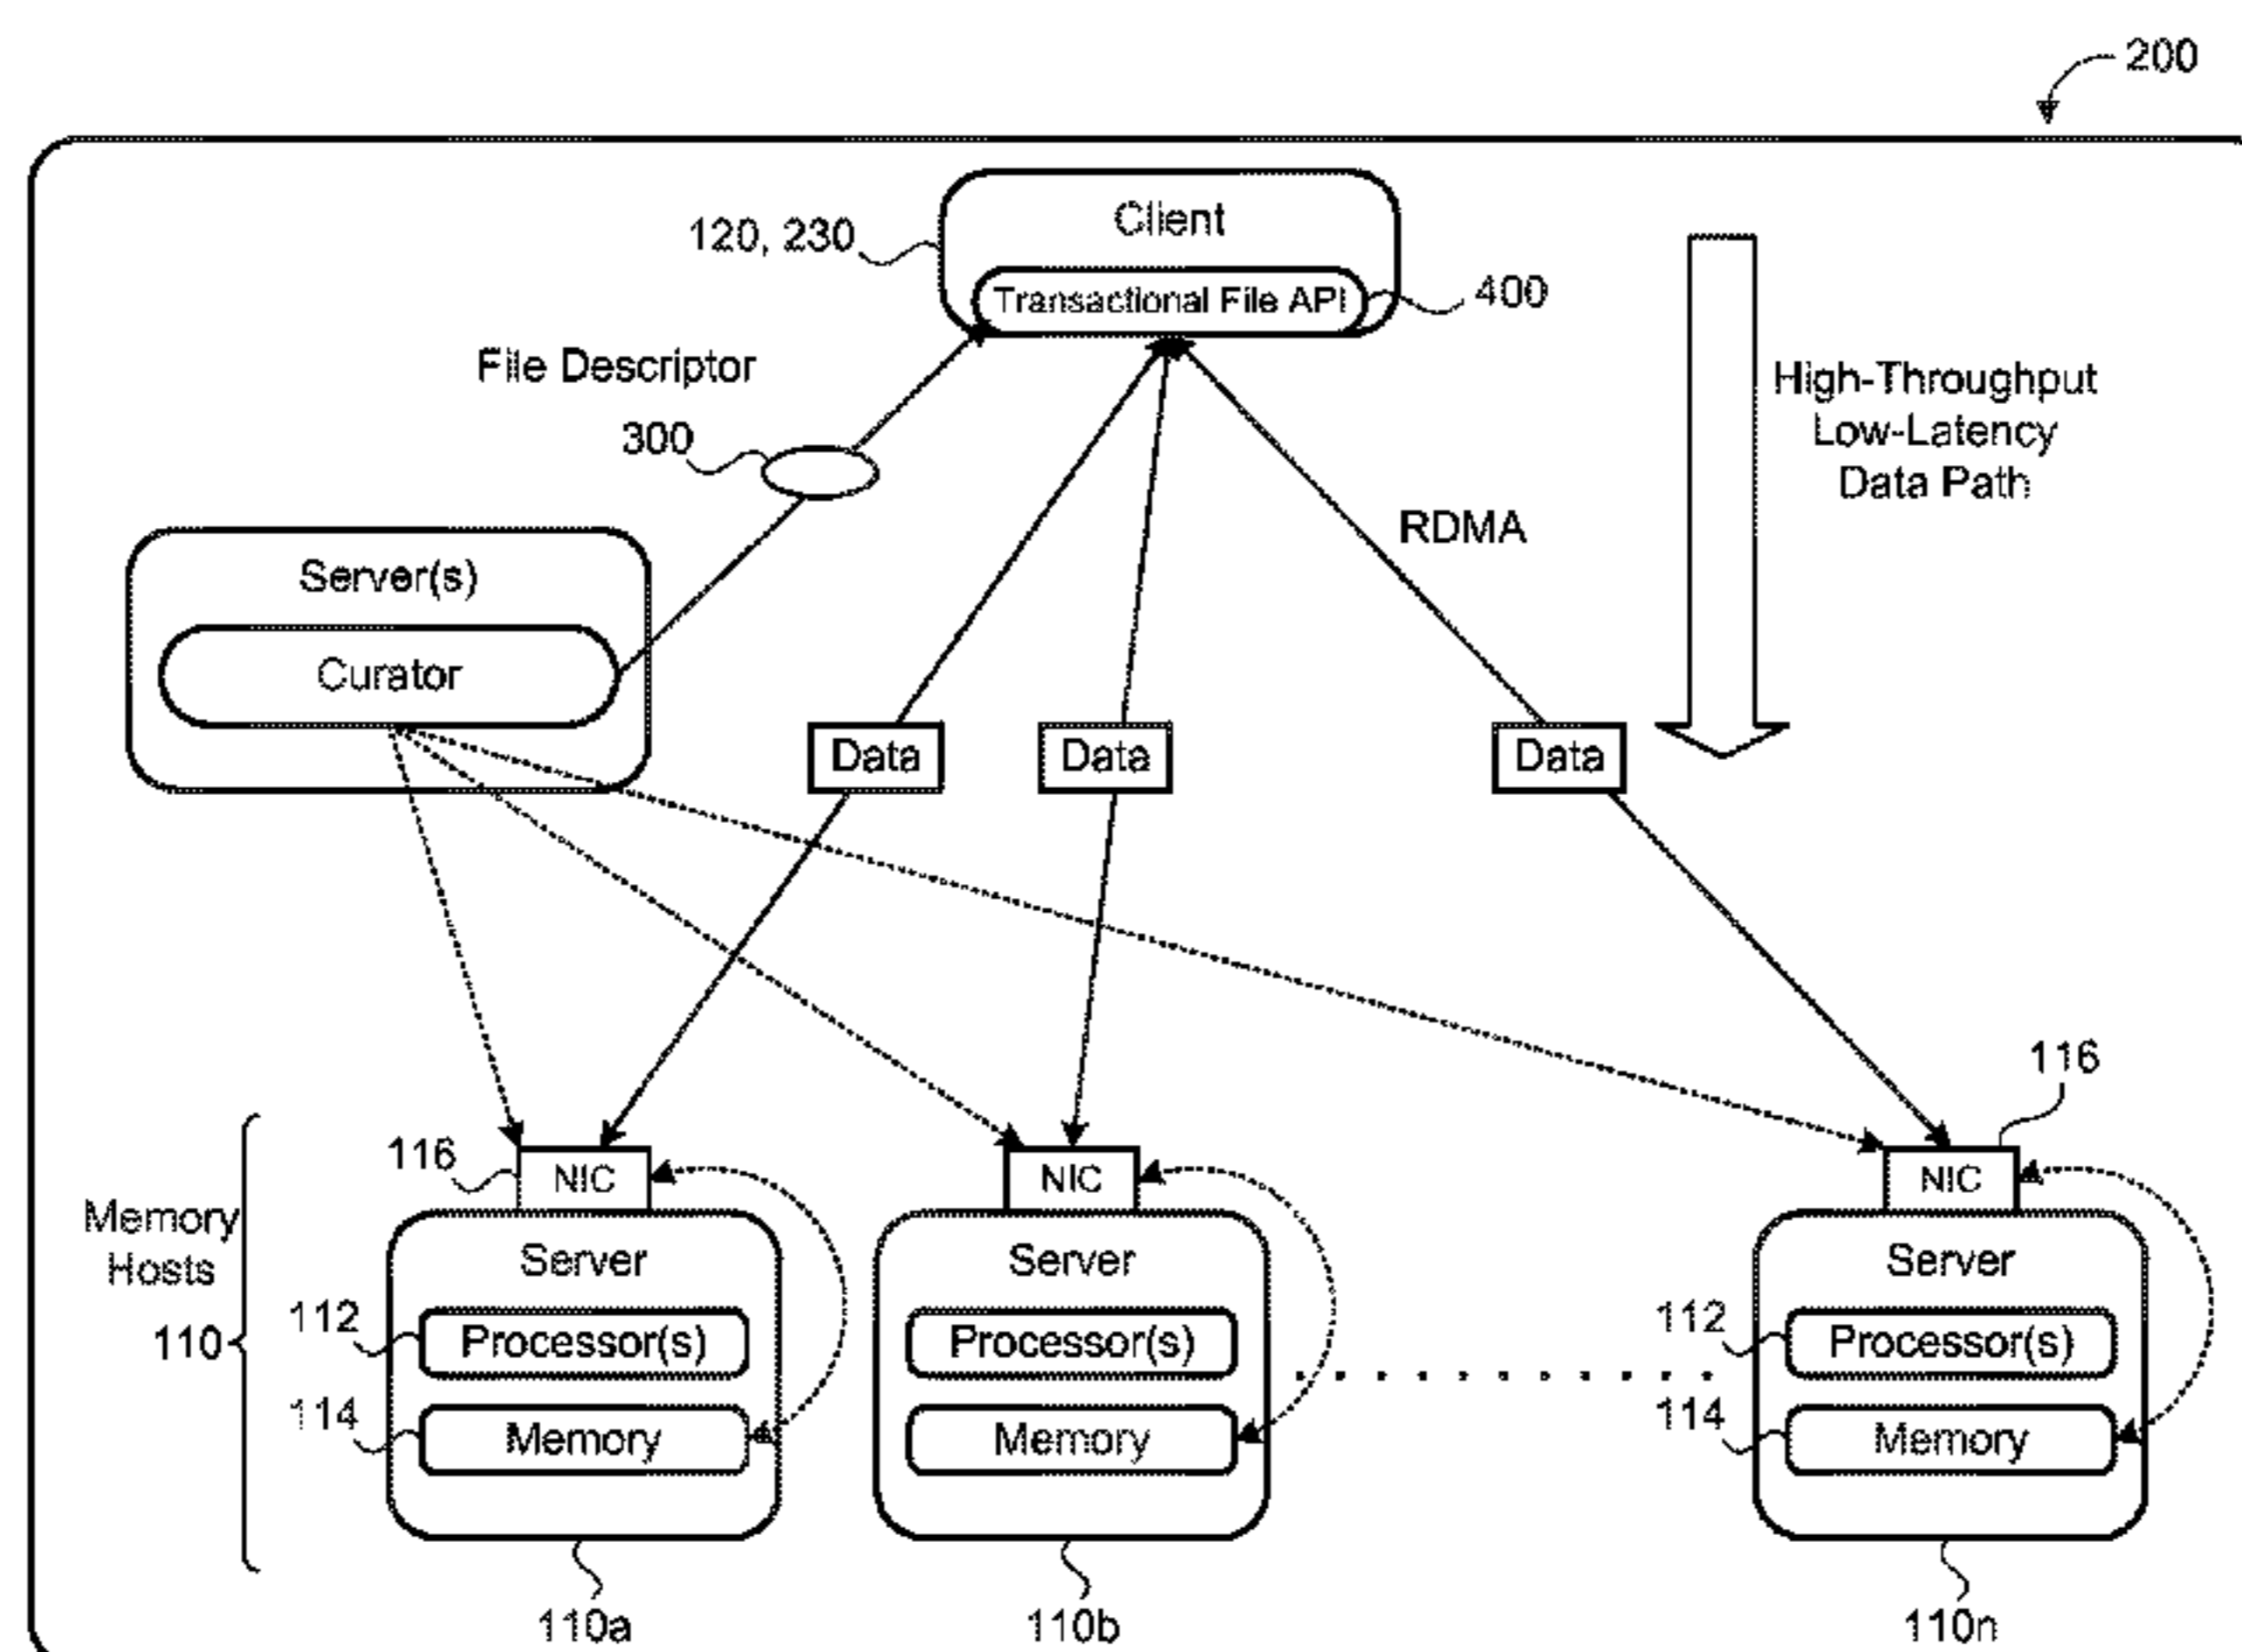 200
Client
120, 230
Transactional File API
400
File Descriptor
300
High-Throughput
Low-Latency
Data Path
RDMA
Server(s)
Curator
Data
Data
Data
116
116
NIC
NIC
NIC
Memory
Hosts
110
Server
Server
Server
112
Processor(s)
Processor(s)
112
Processor(s)
114
Memory
Memory
114
Memory
110a
110b
110n